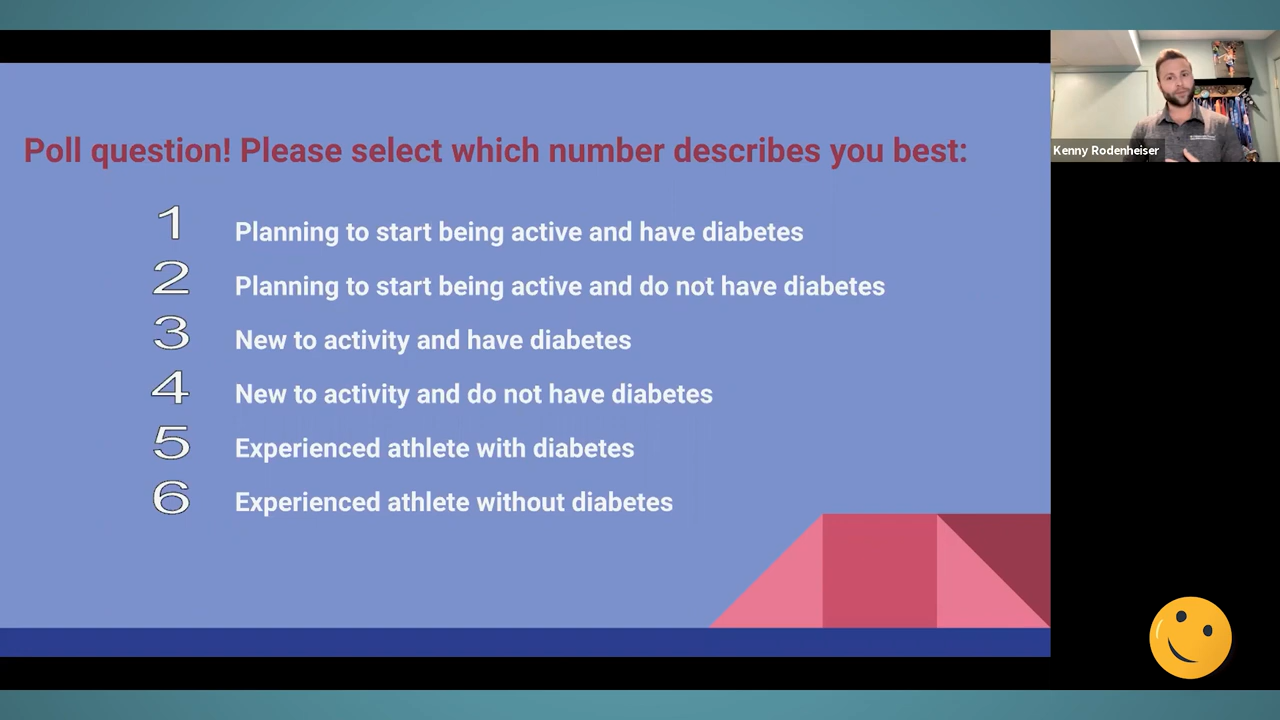 Poll question! Please select which number describes you best:
1 Planning to start being active and have diabetes
2 Planning to start being active and do not have diabetes
3 New to activity and have diabetes
4 New to activity and do not have diabetes
5 Experienced athlete with diabetes
6 Experienced athlete without diabetes
Kenny Rodenheiser